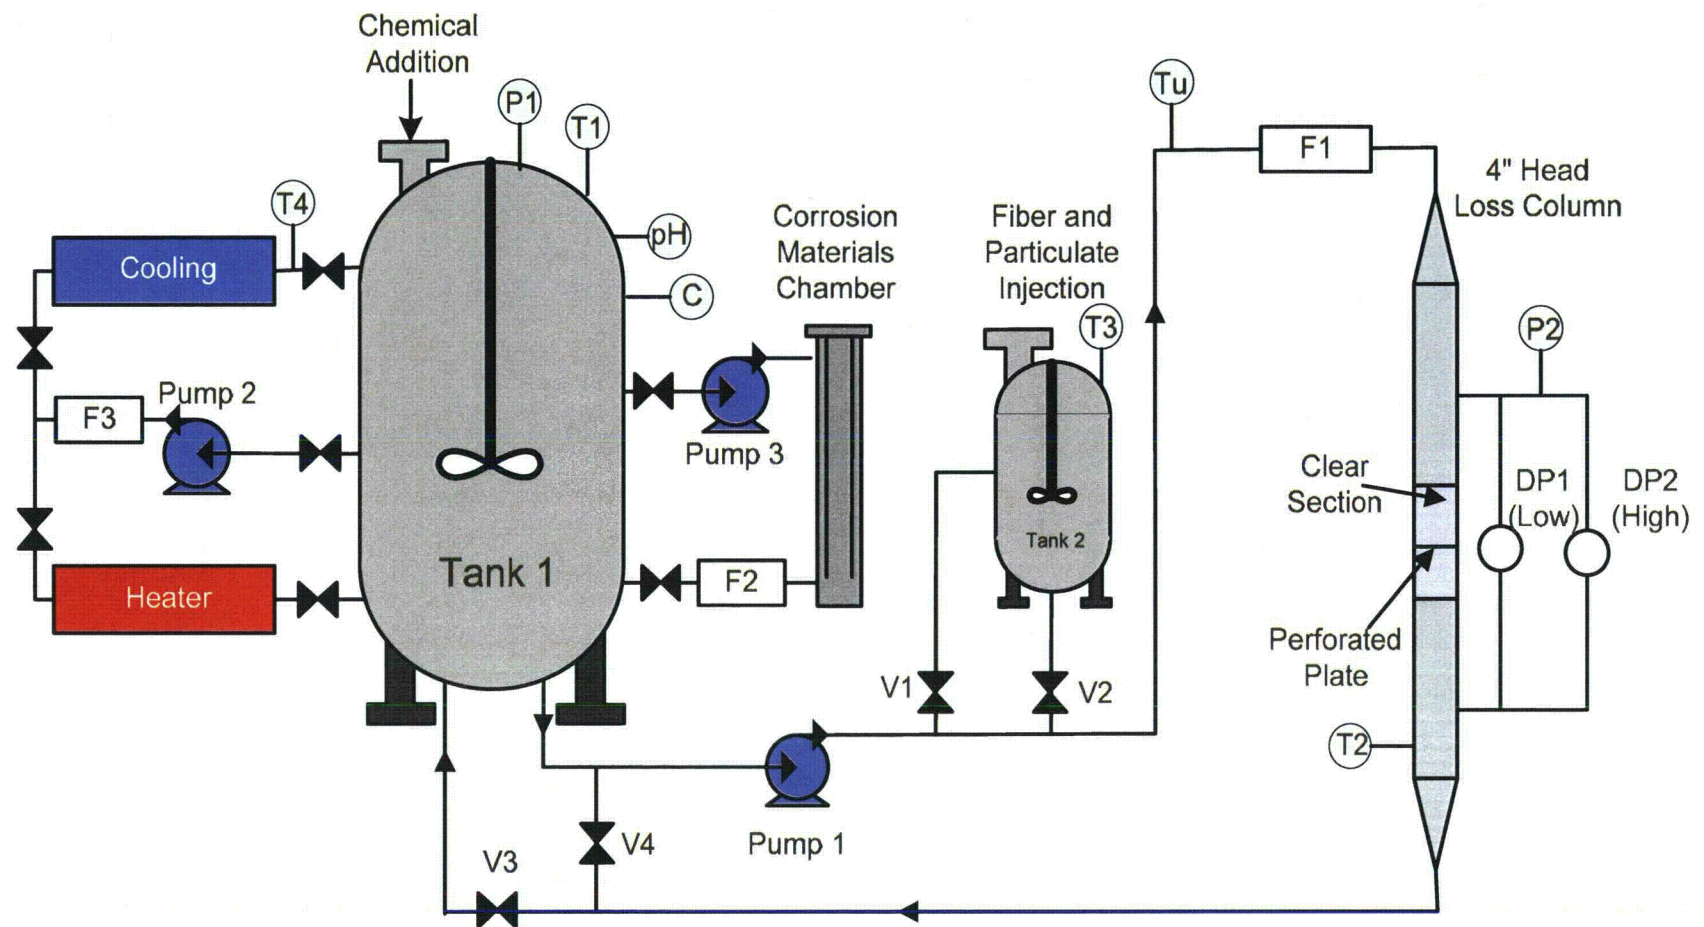 Chemical
Addition
P1
T1
T4
pH
C
Cooling
Pump 2
F3
Heater
Tank 1
Corrosion
Materials
Chamber
Pump 3
F2
Fiber and
Particulate
Injection
T3
Tank 2
V1
V2
Pump 1
V3
V4
Tu
F1
4" Head
Loss Column
P2
Clear
Section
DP1
(Low)
DP2
(High)
Perforated
Plate
T2